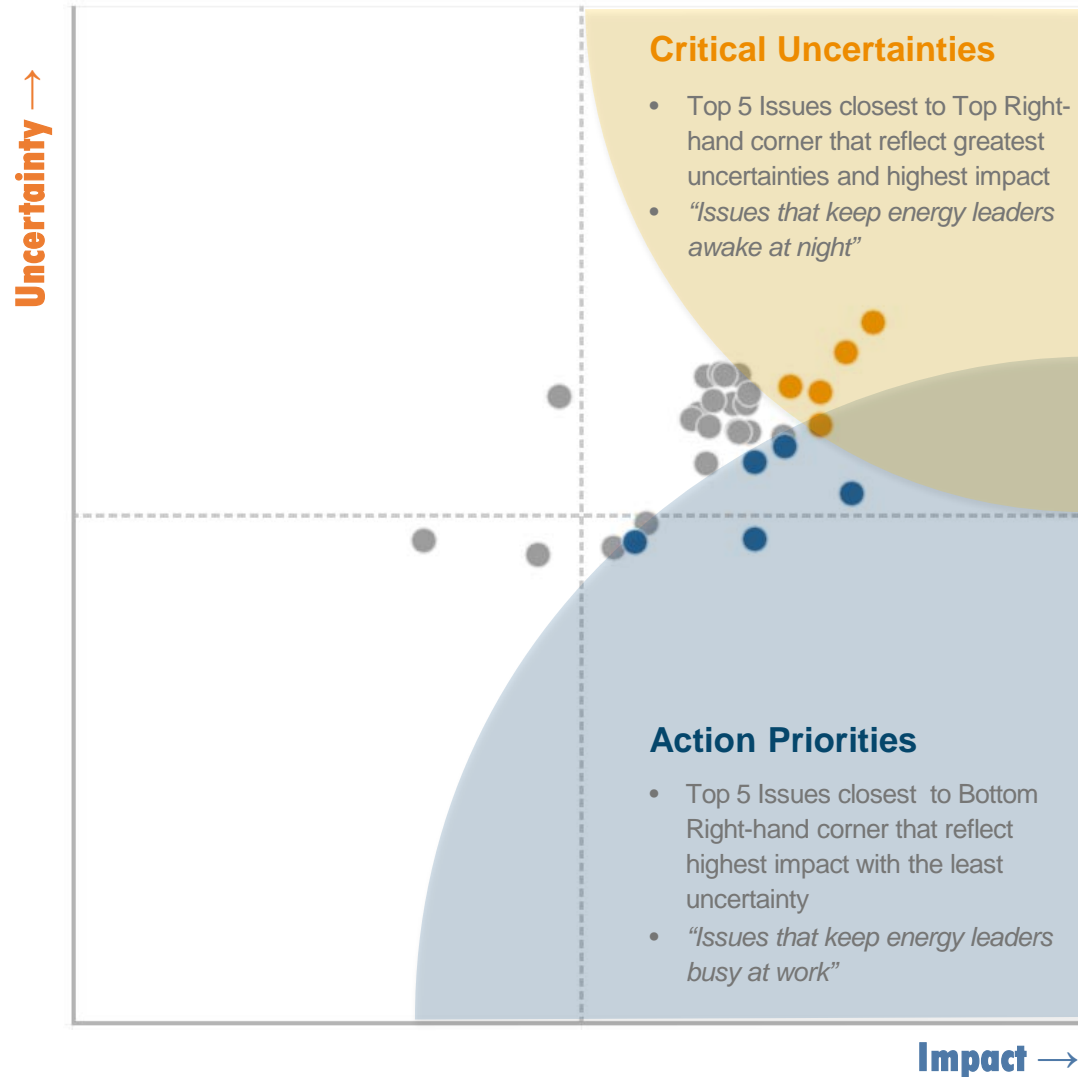 Uncertainty →
Critical Uncertainties
• Top 5 Issues closest to Top Right-
hand corner that reflect greatest
uncertainties and highest impact
• “Issues that keep energy leaders
awake at night”
Action Priorities
• Top 5 Issues closest to Bottom
Right-hand corner that reflect
highest impact with the least
uncertainty
• “Issues that keep energy leaders
busy at work”
Impact →